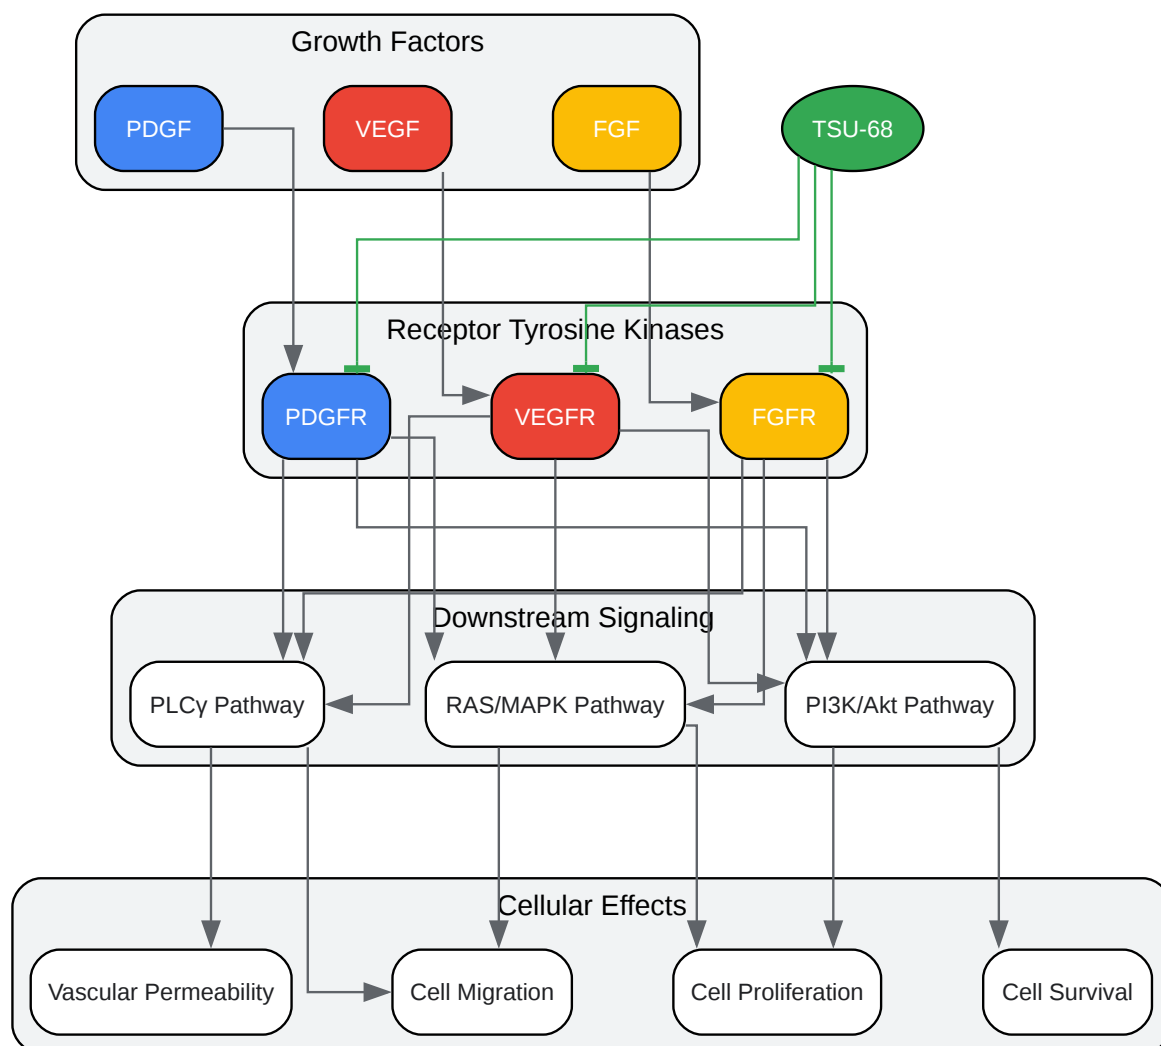 Growth Factors
PDGF
VEGF
FGF
TSU-68
Receptor Tyrosine Kinases
PDGFR
VEGFR
FGFR
Downstream Signaling
PLCγ Pathway
RAS/MAPK Pathway
PI3K/Akt Pathway
Cellular Effects
Vascular Permeability
Cell Migration
Cell Proliferation
Cell Survival